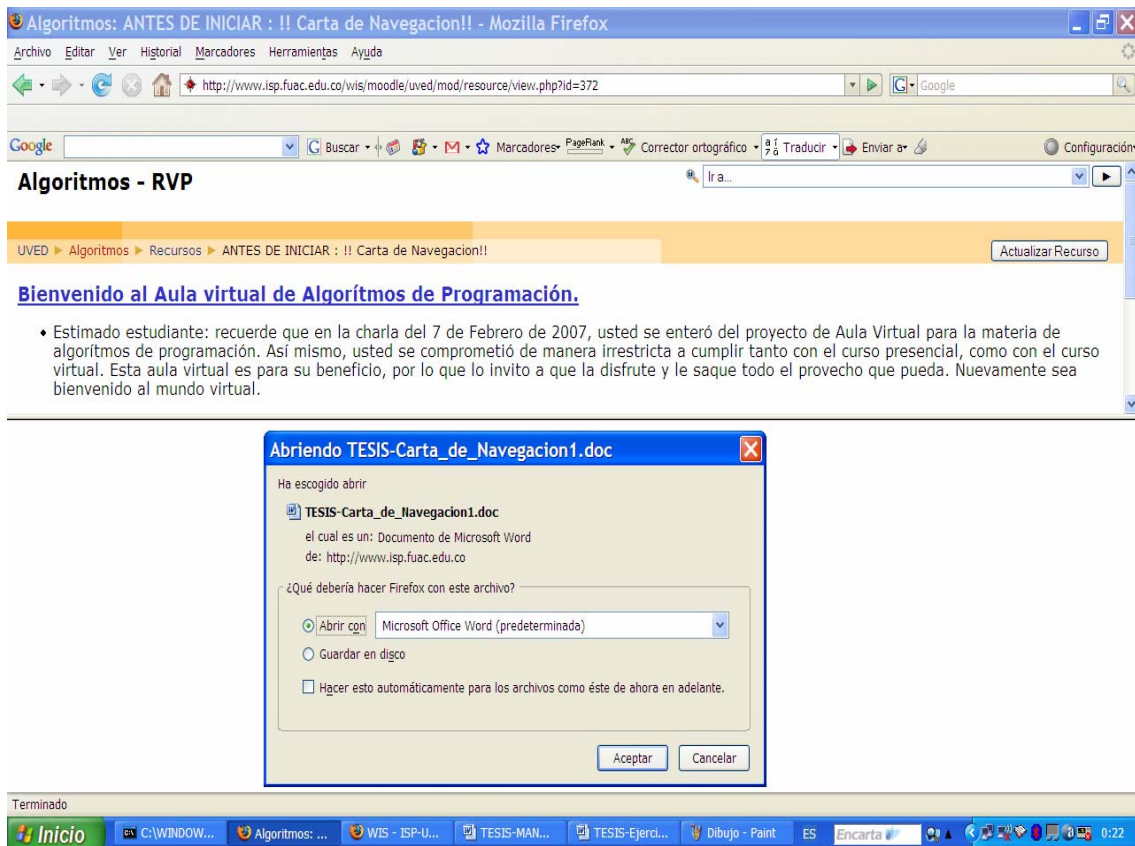 Algoritmos: ANTES DE INICIAR : !! Carta de Navegacion!! - Mozilla Firefox
Archivo Editar Ver Historial Marcadores Herramientas Ayuda
http://www.isp.fuac.edu.co/wis/moodle/uved/mod/resource/view.php?id=372
G Google
Google
G Buscar Marcadores PageRank ABC Corrector ortográfico Traducir Enviar a Configuración
Algoritmos - RVP
Ir a...
UVED Algoritmos Recursos ANTES DE INICIAR : !! Carta de Navegacion!!
Actualizar Recurso
Bienvenido al Aula virtual de Algorítmos de Programación.
• Estimado estudiante: recuerde que en la charla del 7 de Febrero de 2007, usted se enteró del proyecto de Aula Virtual para la materia de
algorítmos de programación. Así mismo, usted se comprometió de manera irrestricta a cumplir tanto con el curso presencial, como con el curso
virtual. Esta aula virtual es para su beneficio, por lo que lo invito a que la disfrute y le saque todo el provecho que pueda. Nuevamente sea
bienvenido al mundo virtual.
Abriendo TESIS-Carta_de_Navegacion1.doc
Ha escogido abrir
TESIS-Carta_de_Navegacion1.doc
el cual es un: Documento de Microsoft Word
de: http://www.isp.fuac.edu.co
¿Qué debería hacer Firefox con este archivo?
Abrir con Microsoft Office Word (predeterminada)
Guardar en disco
Hacer esto automáticamente para los archivos como éste de ahora en adelante.
Aceptar Cancelar
Terminado
Inicio C:\WINDOW... Algoritmos: ... WIS - ISP-U... TESIS-MAN... TESIS-Ejerci... Dibujo - Paint ES Encarta 0:22